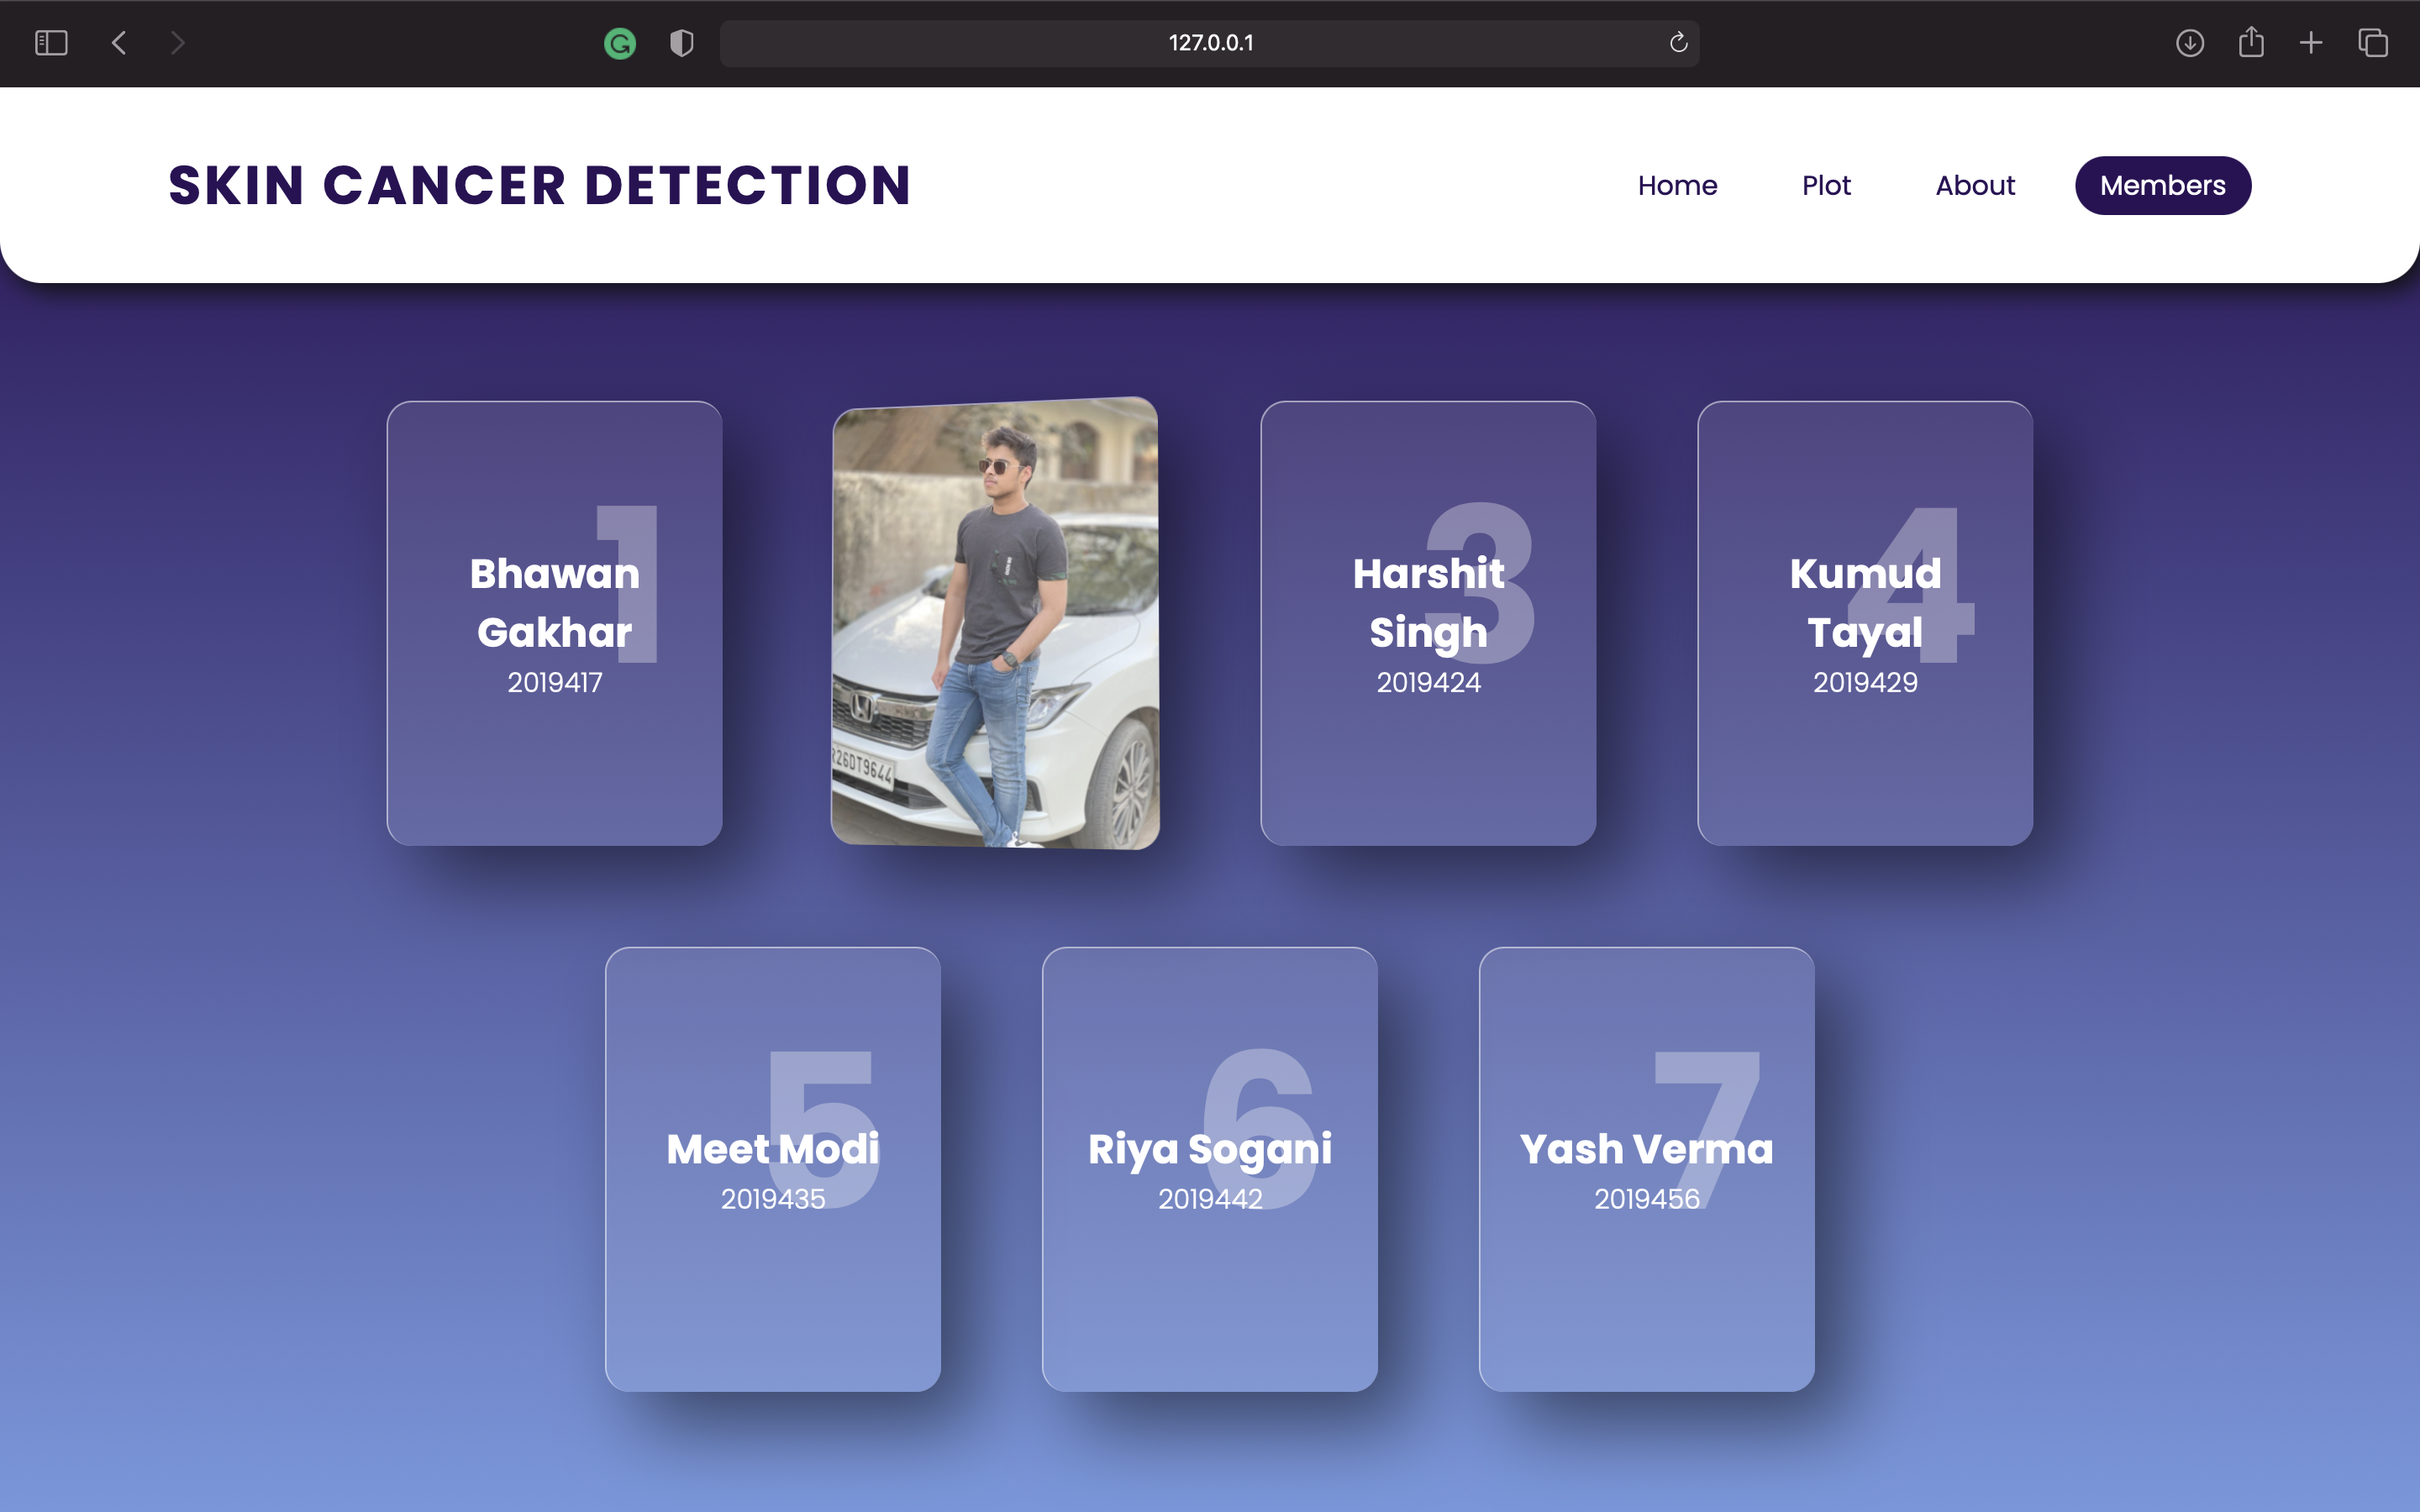 127.0.0.1
SKIN CANCER DETECTION
Home Plot About Members
1
Bhawan
Gakhar
2019417
R26DT9644
3
Harshit
Singh
2019424
4
Kumud
Tayal
2019429
5
Meet Modi
2019435
6
Riya Sogani
2019442
7
Yash Verma
2019456